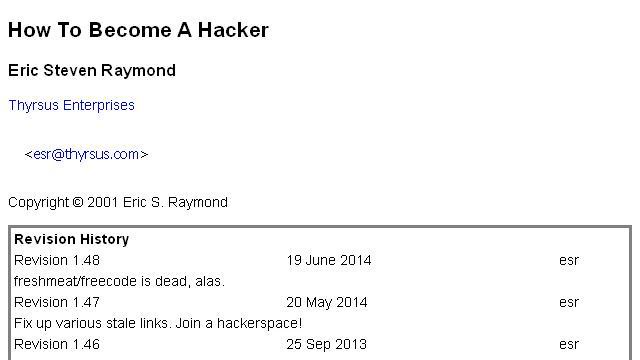 How To Become A Hacker
Eric Steven Raymond
Thyrsus Enterprises
<esr@thyrsus.com>
Copyright © 2001 Eric S. Raymond
Revision History
Revision 1.48 19 June 2014 esr
freshmeat/freecode is dead, alas.
Revision 1.47 20 May 2014 esr
Fix up various stale links. Join a hackerspace!
Revision 1.46 25 Sep 2013 esr